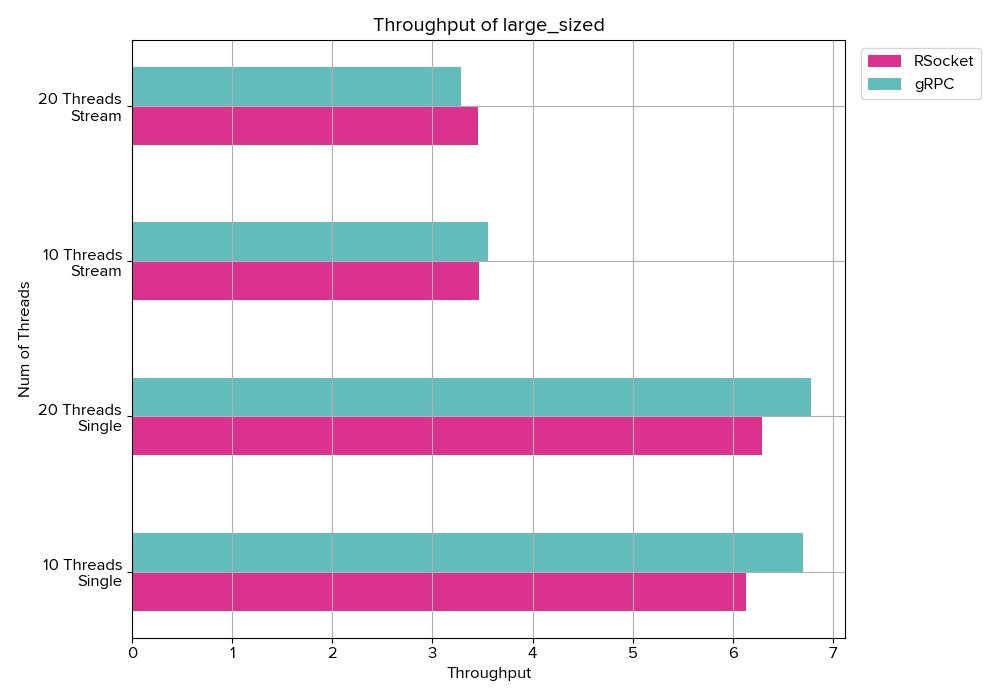 Throughput of large_sized
RSocket
gRPC
20 Threads
Stream
10 Threads
Stream
20 Threads
Single
10 Threads
Single
Num of Threads
0 1 2 3 4 5 6 7
Throughput